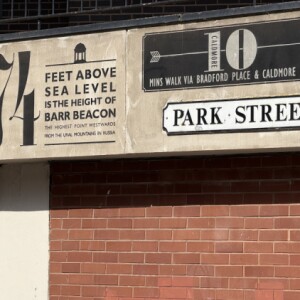 74
FEET ABOVE
SEA LEVEL
IS THE HEIGHT OF
BARR BEACON
THE HIGHEST POINT WESTWARDS
FROM THE URAL MOUNTAINS IN RUSSIA
CALDMORE
10
MINS WALK VIA BRADFORD PLACE & CALDMORE
PARK STREE